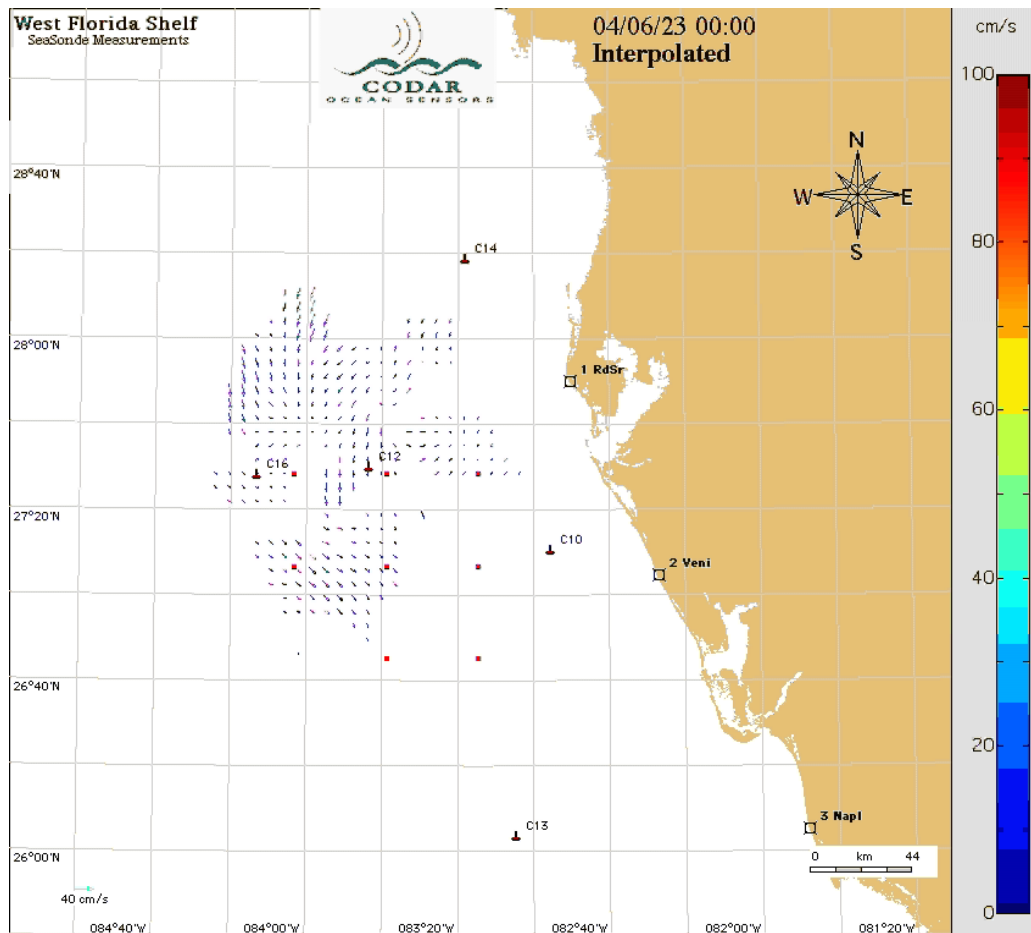 West Florida Shelf
SeaSonde Measurements
CODAR
OCEAN SENSORS
04/06/23 00:00
Interpolated
cm/s
100
80
60
40
20
0
N
W
E
S
28°40'N
28°00'N
27°20'N
26°40'N
26°00'N
C14
1 RdSr
C12
C16
C10
2 Veni
C13
3 Napl
0 km 44
40 cm/s
084°40'W
084°00'W
083°20'W
082°40'W
082°00'W
081°20'W